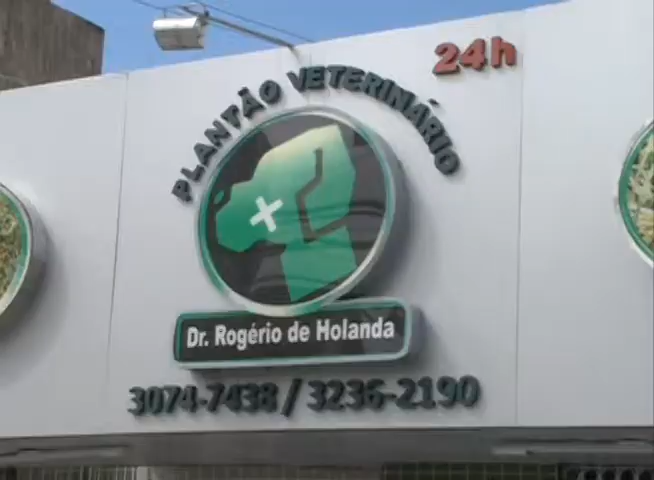 24h
PLANTÃO VETERINÁRIO
Dr. Rogério de Holanda
3074-7438 / 3236-2190